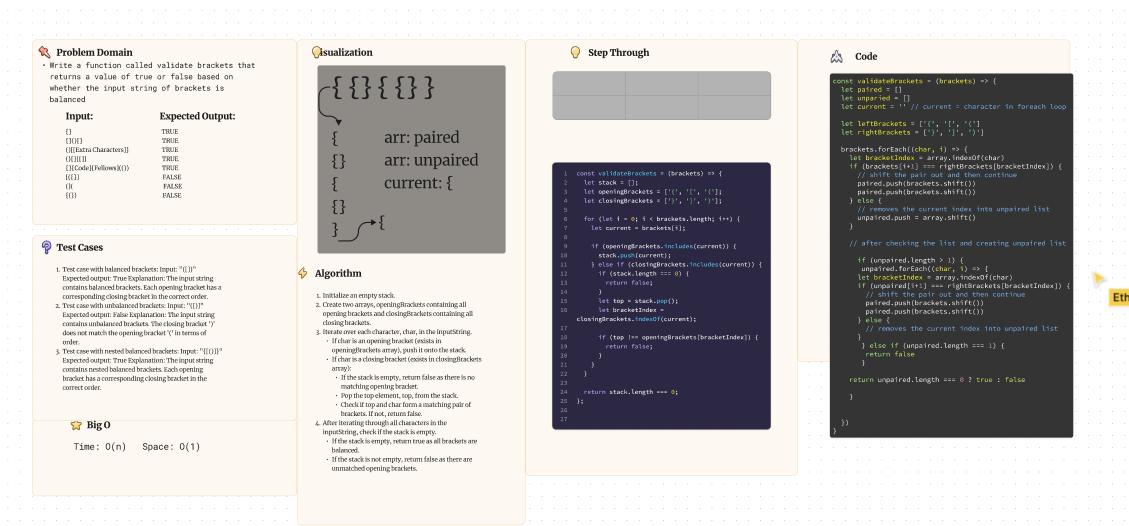 Problem Domain
• Write a function called validate brackets that
returns a value of true or false based on
whether the input string of brackets is
balanced
Input: Expected Output:
{} TRUE
[]()[] TRUE
()[[Extra Characters]] TRUE
(){}[[]] TRUE
[]{Code}[Fellows](()) TRUE
[({}] FALSE
(]( FALSE
{(}) FALSE
Test Cases
1. Test case with balanced brackets: Input: "([])"
Expected output: True Explanation: The input string
contains balanced brackets. Each opening bracket has a
corresponding closing bracket in the correct order.
2. Test case with unbalanced brackets: Input: "([)]"
Expected output: False Explanation: The input string
contains unbalanced brackets. The closing bracket ')'
does not match the opening bracket '(' in terms of
order.
3. Test case with nested balanced brackets: Input: "{[()]}"
Expected output: True Explanation: The input string
contains nested balanced brackets. Each opening
bracket has a corresponding closing bracket in the
correct order.
Big O
Time: O(n) Space: O(1)
isualization
{ {} { {} }
{
{}
{
{}
}
{
arr: paired
arr: unpaired
current: {
Algorithm
1. Initialize an empty stack.
2. Create two arrays, openingBrackets containing all
opening brackets and closingBrackets containing all
closing brackets.
3. Iterate over each character, char, in the inputString.
• If char is an opening bracket (exists in
openingBrackets array), push it onto the stack.
• If char is a closing bracket (exists in closingBrackets
array):
• If the stack is empty, return false as there is no
matching opening bracket.
• Pop the top element, top, from the stack.
• Check if top and char form a matching pair of
brackets. If not, return false.
4. After iterating through all characters in the
inputString, check if the stack is empty.
• If the stack is empty, return true as all brackets are
balanced.
• If the stack is not empty, return false as there are
unmatched opening brackets.
Step Through
1 const validateBrackets = (brackets) => {
2 let stack = [];
3 let openingBrackets = ['{', '[', '('];
4 let closingBrackets = ['}', ']', ')'];
5
6 for (let i = 0; i < brackets.length; i++) {
7 let current = brackets[i];
8
9 if (openingBrackets.includes(current)) {
10 stack.push(current);
11 } else if (closingBrackets.includes(current)) {
12 if (stack.length === 0) {
13 return false;
14 }
15 let top = stack.pop();
16 let bracketIndex =
closingBrackets.indexOf(current);
17
18 if (top !== openingBrackets[bracketIndex]) {
19 return false;
20 }
21 }
22 }
23
24 return stack.length === 0;
25 };
26
27
Code
const validateBrackets = (brackets) => {
let paired = []
let unparied = []
let current = '' // current = character in foreach loop
let leftBrackets = ['{', '[', '(']
let rightBrackets = ['}', ']', ')']
brackets.forEach((char, i) => {
let bracketIndex = array.indexOf(char)
if (brackets[i+1] === rightBrackets[bracketIndex]) {
// shift the pair out and then continue
paired.push(brackets.shift())
paired.push(brackets.shift())
} else {
// removes the current index into unpaired list
unpaired.push = array.shift()
}
// after checking the list and creating unpaired list
if (unpaired.length > 1) {
unpaired.forEach((char, i) => {
let bracketIndex = array.indexOf(char)
if (unpaired[i+1] === rightBrackets[bracketIndex]) {
// shift the pair out and then continue
paired.push(brackets.shift())
paired.push(brackets.shift())
} else {
// removes the current index into unpaired list
}
} else if (unpaired.length === 1) {
return false
}
return unpaired.length === 0 ? true : false
}
})
}
Eth